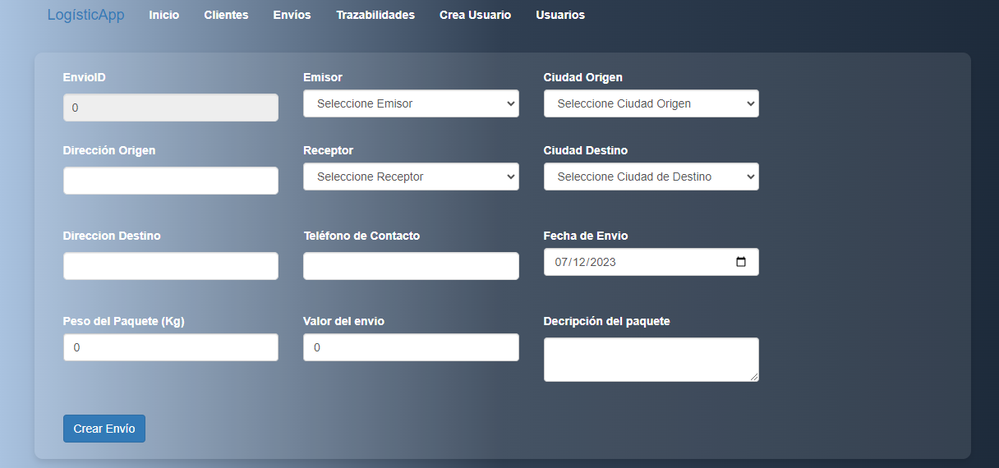 LogísticApp Inicio Clientes Envíos Trazabilidades Crea Usuario Usuarios
EnvioID Emisor Ciudad Origen
0 Seleccione Emisor Seleccione Ciudad Origen
Dirección Origen Receptor Ciudad Destino
Seleccione Receptor Seleccione Ciudad de Destino
Direccion Destino Teléfono de Contacto Fecha de Envio
07/12/2023
Peso del Paquete (Kg) Valor del envio Decripción del paquete
0 0
Crear Envío